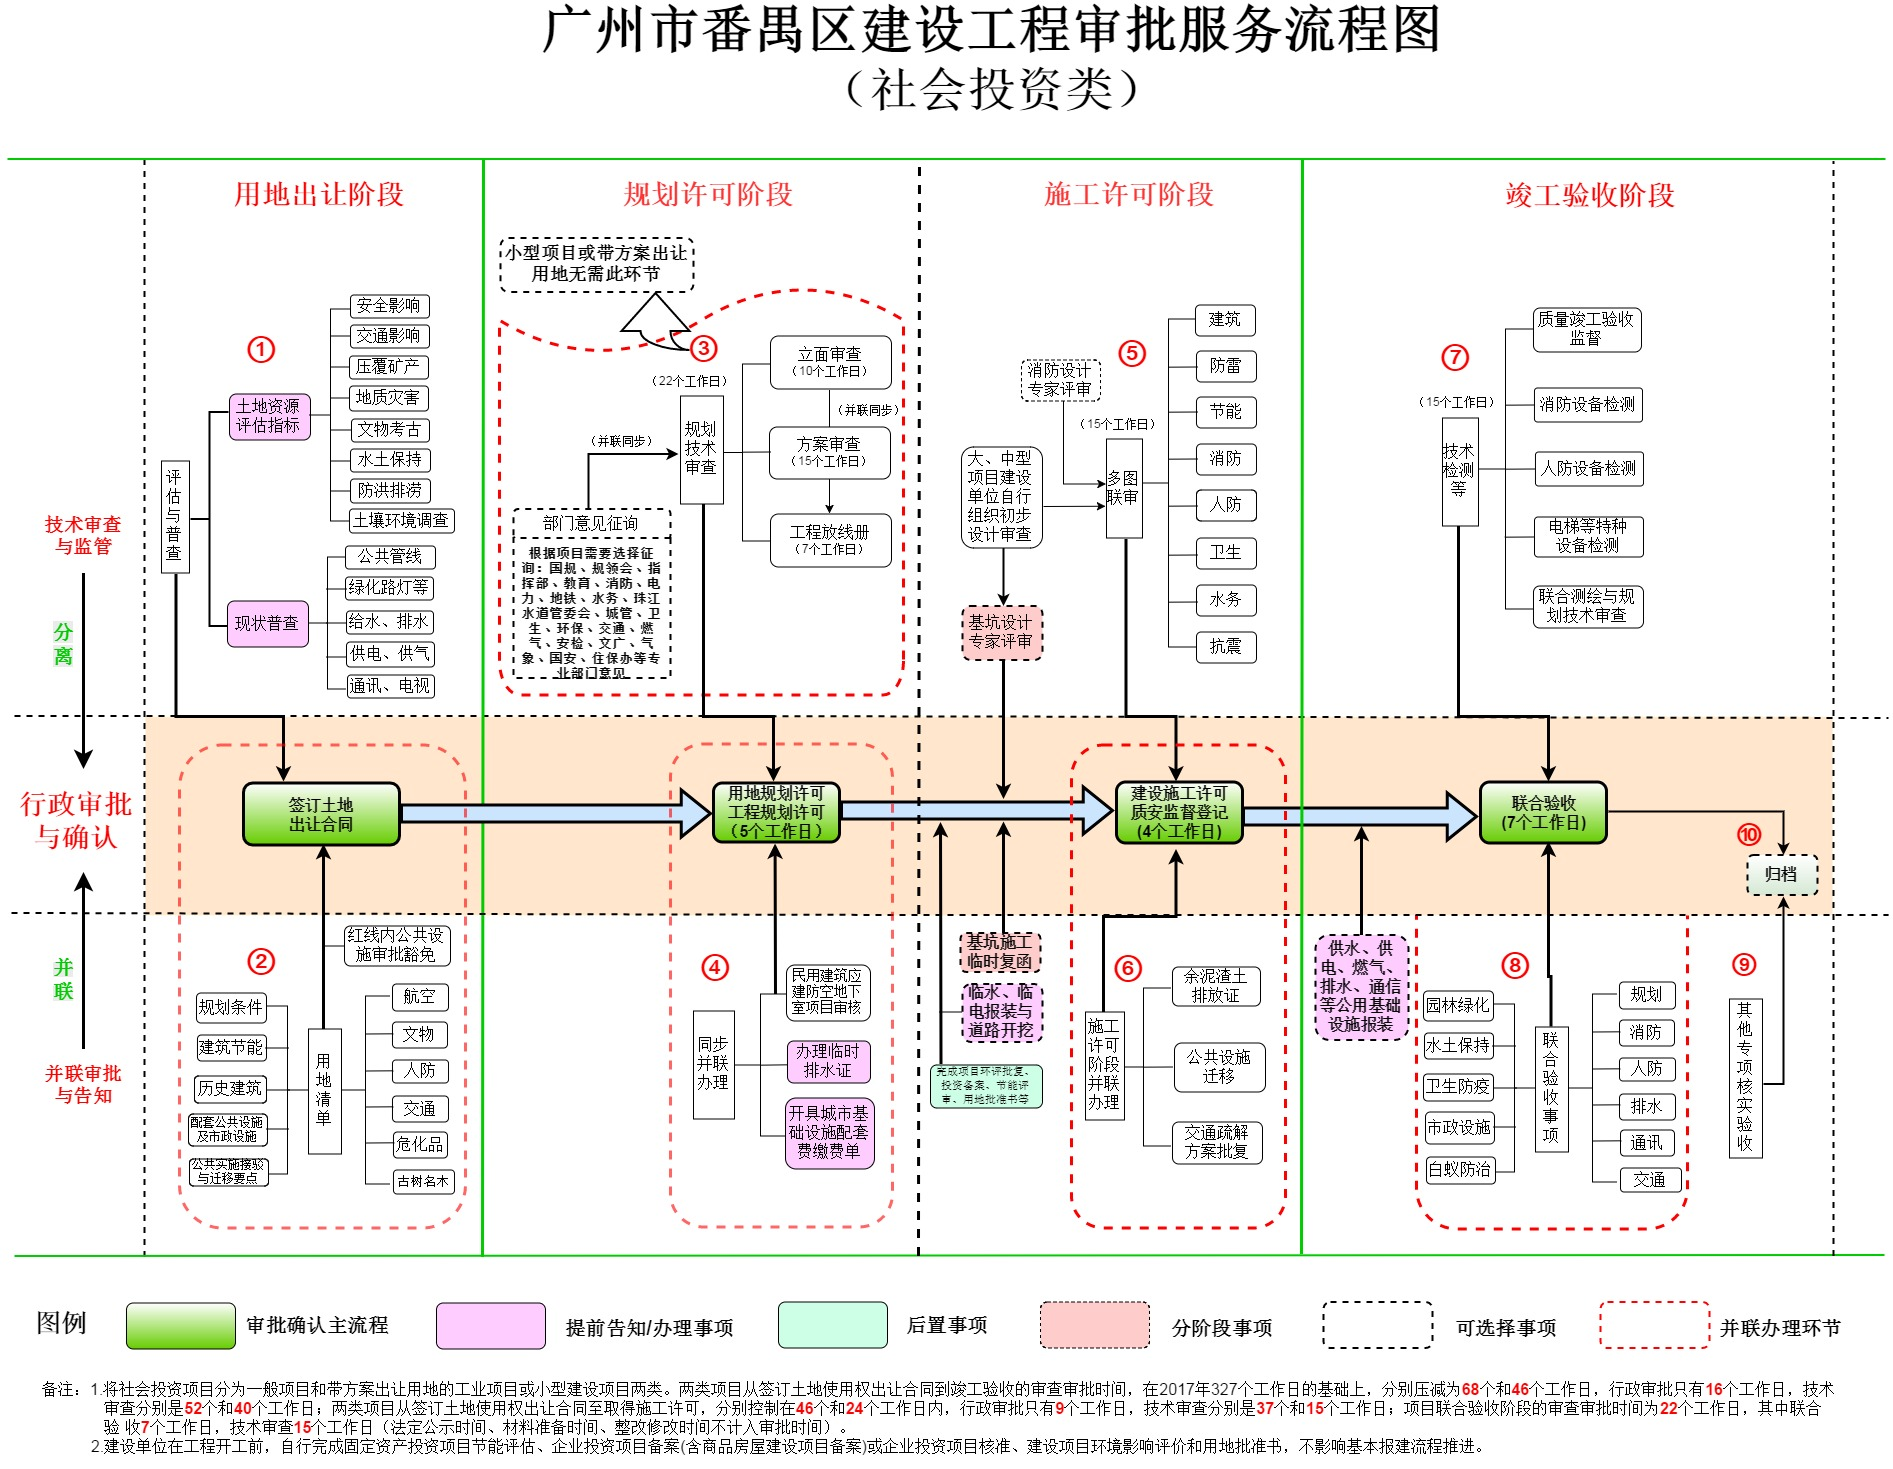 广州市番禺区建设工程审批服务流程图
（社会投资类）
用地出让阶段
规划许可阶段
施工许可阶段
竣工验收阶段
技术审查
与监管
分
离
行政审批
与确认
并
联
并联审批
与告知
①
评估与普查
土地资源
评估指标
安全影响
交通影响
压覆矿产
地质灾害
文物考古
水土保持
防洪排涝
土壤环境调查
现状普查
公共管线
绿化路灯等
给水、排水
供电、供气
通讯、电视
小型项目或带方案出让
用地无需此环节
③
（22个工作日）
规划
技术
审查
（并联同步）
立面审查
（10个工作日）
（并联同步）
方案审查
（15个工作日）
工程放线册
（7个工作日）
部门意见征询
根据项目需要选择征
询：国规、规领会、指
挥部、教育、消防、电
力、地铁、水务、珠江
水道管委会、城管、卫
生、环保、交通、燃
气、安检、文广、气
象、国安、住保办等专
业部门意见
⑤
消防设计
专家评审
（15个工作日）
大、中型
项目建设
单位自行
组织初步
设计审查
多图
联审
建筑
防雷
节能
消防
人防
卫生
水务
抗震
基坑设计
专家评审
⑦
（15个工作日）
技术
检测
等
质量竣工验收
监督
消防设备检测
人防设备检测
电梯等特种
设备检测
联合测绘与规
划技术审查
签订土地
出让合同
用地规划许可
工程规划许可
（5个工作日）
建设施工许可
质安监督登记
(4个工作日)
联合验收
(7个工作日)
⑩
归档
②
红线内公共设
施审批豁免
规划条件
建筑节能
历史建筑
配套公共设施
及市政设施
公共实施接驳
与迁移要点
用地清单
航空
文物
人防
交通
危化品
古树名木
④
同步
并联
办理
民用建筑应
建防空地下
室项目审核
办理临时
排水证
开具城市基
础设施配套
费缴费单
基坑施工
临时复函
临水、临
电报装与
道路开挖
完成项目环评批复、
投资备案、节能评
审、用地批准书等
⑥
施工
许可
阶段
并联
办理
余泥渣土
排放证
公共设施
迁移
交通疏解
方案批复
供水、供
电、燃气、
排水、通信
等公用基础
设施报装
⑧
园林绿化
水土保持
卫生防疫
市政设施
白蚁防治
联合验收事项
规划
消防
人防
排水
通讯
交通
⑨
其他专项核实验收
图例
审批确认主流程
提前告知/办理事项
后置事项
分阶段事项
可选择事项
并联办理环节
备注：1.将社会投资项目分为一般项目和带方案出让用地的工业项目或小型建设项目两类。两类项目从签订土地使用权出让合同到竣工验收的审查审批时间，在2017年327个工作日的基础上，分别压减为68个和46个工作日，行政审批只有16个工作日，技术
审查分别是52个和40个工作日；两类项目从签订土地使用权出让合同至取得施工许可，分别控制在46个和24个工作日内，行政审批只有9个工作日，技术审查分别是37个和15个工作日；项目联合验收阶段的审查审批时间为22个工作日，其中联合
验 收7个工作日，技术审查15个工作日（法定公示时间、材料准备时间、整改修改时间不计入审批时间）。
2.建设单位在工程开工前，自行完成固定资产投资项目节能评估、企业投资项目备案(含商品房屋建设项目备案)或企业投资项目核准、建设项目环境影响评价和用地批准书，不影响基本报建流程推进。